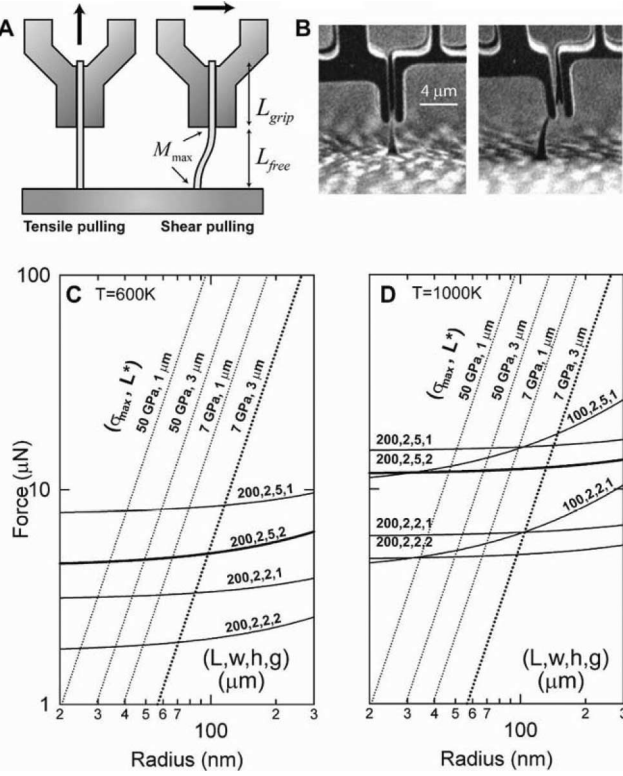 A
L_grip
M_max
L_free
Tensile pulling
Shear pulling
B
4 μm
C
T=600K
(σ_max, L*)
50 GPa, 1 μm
50 GPa, 3 μm
7 GPa, 1 μm
7 GPa, 3 μm
200,2,5,1
200,2,5,2
200,2,2,1
200,2,2,2
(L,w,h,g)
(μm)
Force (μN)
100
10
1
2
3
4
5
6
7
100
2
3
Radius (nm)
D
T=1000K
(σ_max, L*)
50 GPa, 1 μm
50 GPa, 3 μm
7 GPa, 1 μm
7 GPa, 3 μm
100,2,5,1
200,2,5,1
200,2,5,2
100,2,2,1
200,2,2,1
200,2,2,2
(L,w,h,g)
(μm)
2
3
4
5
6
7
100
2
3
Radius (nm)